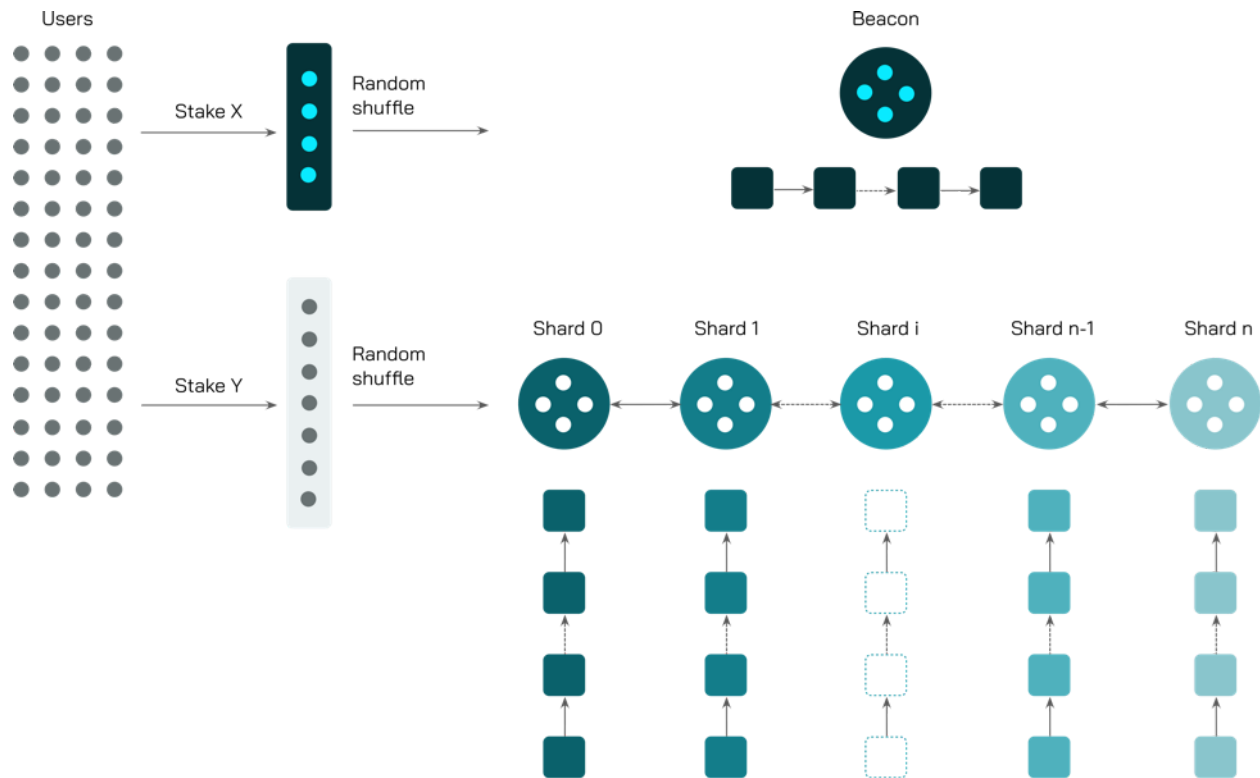 Users
Beacon
Stake X
Random
shuffle
Stake Y
Random
shuffle
Shard 0
Shard 1
Shard i
Shard n-1
Shard n